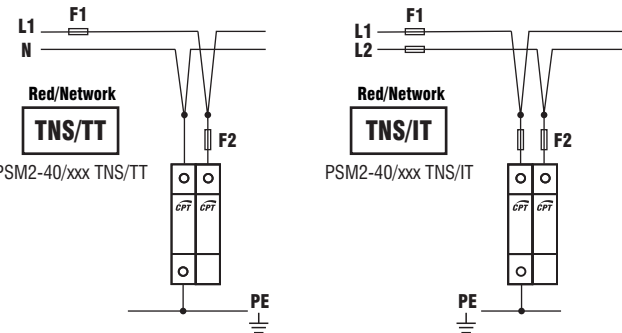 F1
L1
N
Red/Network
TNS/TT
F2
PSM2-40/xxx TNS/TT
CPT CPT
PE
F1
L1
L2
Red/Network
TNS/IT
F2
PSM2-40/xxx TNS/IT
CPT CPT
PE